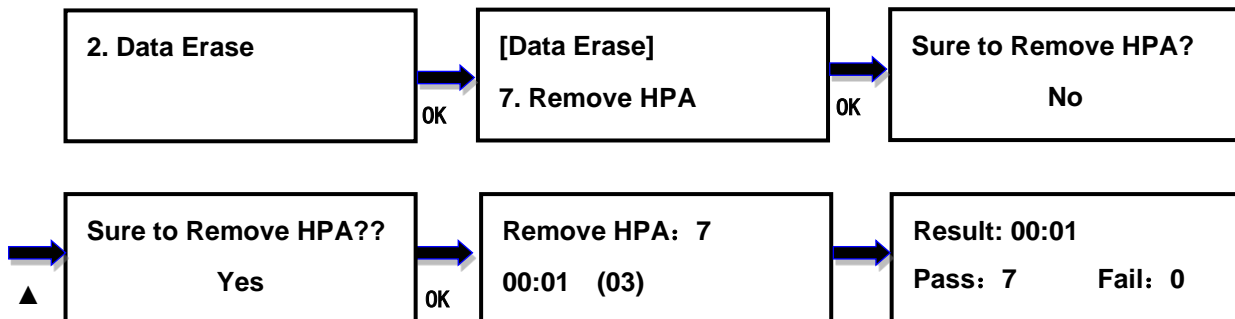 2. Data Erase
OK
[Data Erase]
7. Remove HPA
OK
Sure to Remove HPA?
No
▲
Sure to Remove HPA??
Yes
OK
Remove HPA：7
00:01 (03)
Result: 00:01
Pass：7 Fail：0